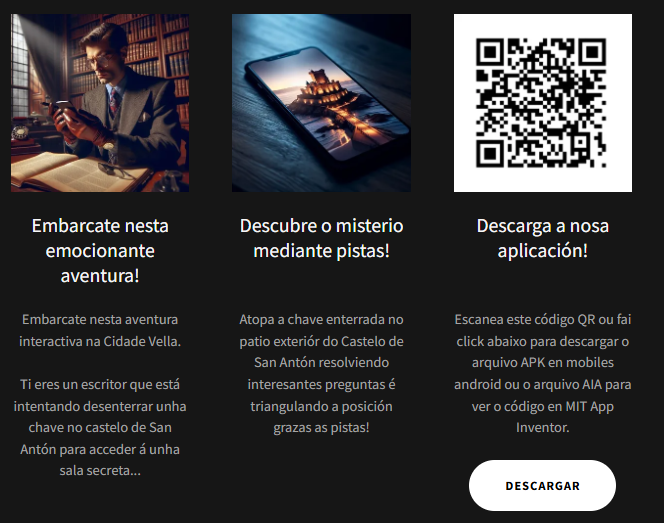 Embarcate nesta
emocionante
aventura!
Embarcate nesta aventura
interactiva na Cidade Vella.
Ti eres un escritor que está
intentando desenterrar unha
chave no castelo de San
Antón para acceder á unha
sala secreta...
Descubre o misterio
mediante pistas!
Atopa a chave enterrada no
patio exteriór do Castelo de
San Antón resolviendo
interesantes preguntas é
triangulando a posición
grazas as pistas!
Descarga a nosa
aplicación!
Escanea este código QR ou fai
click abaixo para descargar o
arquivo APK en mobiles
android ou o arquivo AIA para
ver o código en MIT App
Inventor.
DESCARGAR